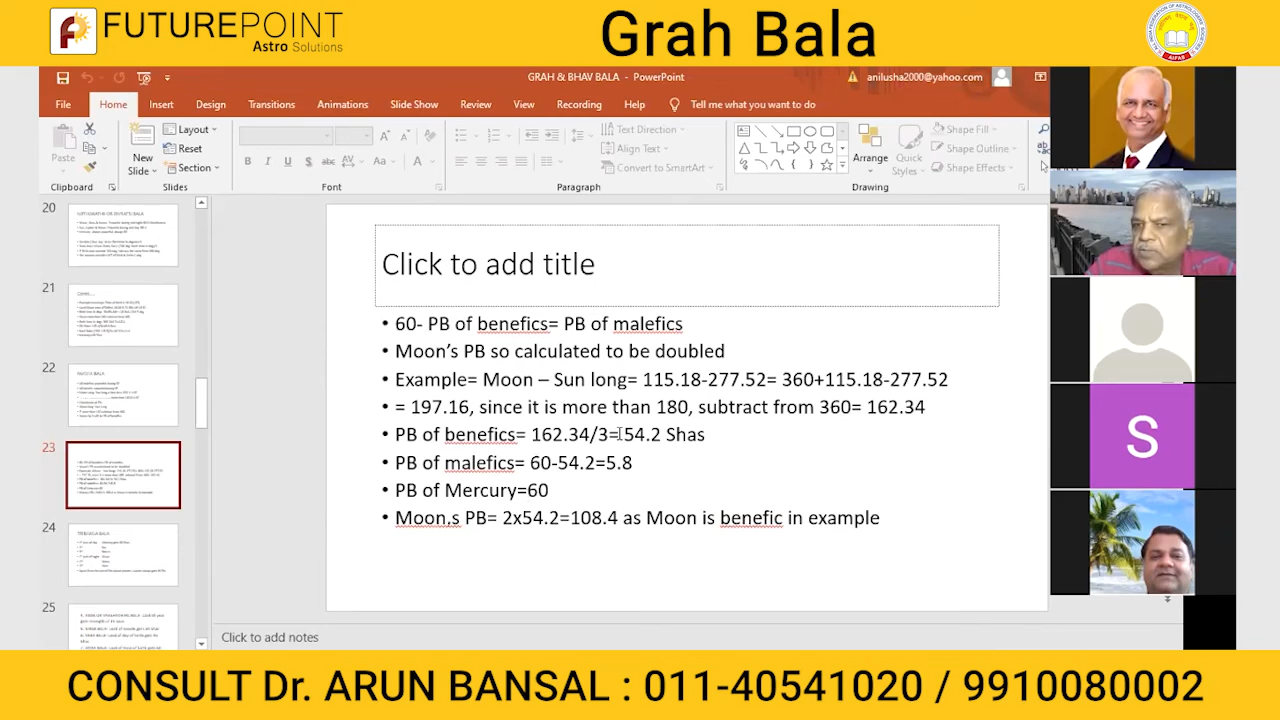 FUTUREPOINT
Astro Solutions
Grah Bala
GRAH & BHAV BALA - PowerPoint
anilusha2000@yahoo.com
File Home Insert Design Transitions Animations Slide Show Review View Recording Help Tell me what you want to do
Paste
New Slide
Layout
Reset
Section
Text Direction
Align Text
Convert to SmartArt
Arrange
Quick Styles
Shape Fill
Shape Outline
Shape Effects
Clipboard Slides Font Paragraph Drawing
20
21
22
23
24
25
Click to add title
• 60- PB of benefics= PB of malefics
• Moon's PB so calculated to be doubled
• Example= Moon – Sun long= 115.18-277.52= 360+115.18-277.52
• = 197.16, since it is more than 180, subtract from 360= 162.34
• PB of benefics= 162.34/3=54.2 Shas
• PB of malefics= 60-54.2=5.8
• PB of Mercury=60
• Moon,s PB= 2x54.2=108.4 as Moon is benefic in example
Click to add notes
S
CONSULT Dr. ARUN BANSAL : 011-40541020 / 9910080002